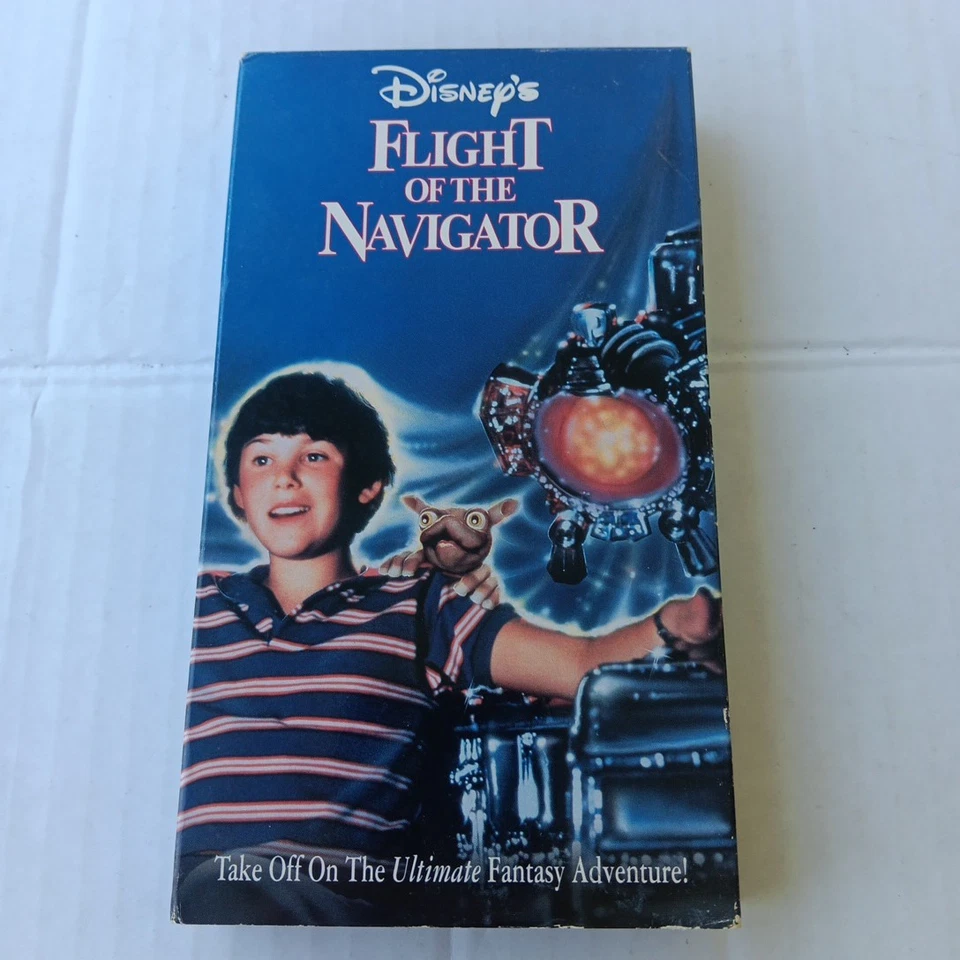 Disney's
FLIGHT
OF THE
NAVIGATOR
Take Off On The Ultimate Fantasy Adventure!